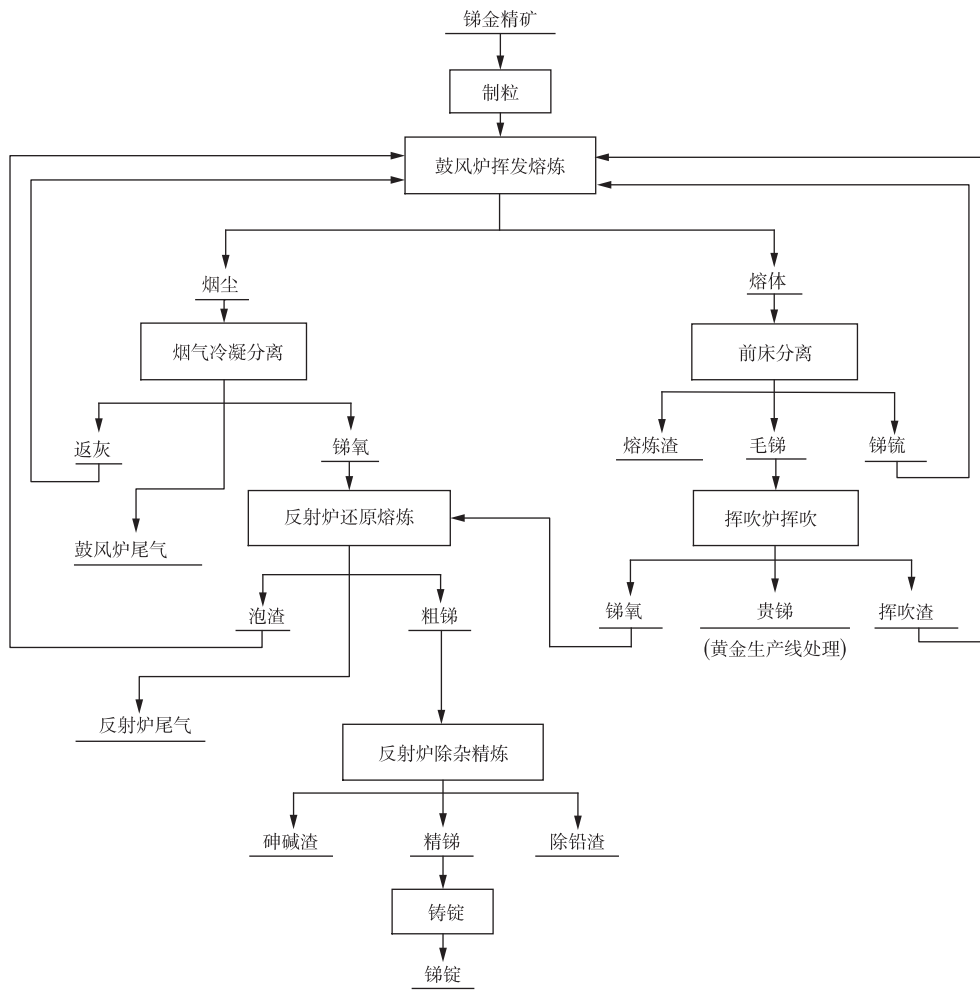 锑金精矿
制粒
鼓风炉挥发熔炼
烟尘
熔体
烟气冷凝分离
前床分离
返灰
锑氧
熔炼渣
毛锑
锑锍
反射炉还原熔炼
挥吹炉挥吹
鼓风炉尾气
泡渣
粗锑
锑氧
贵锑
挥吹渣
(黄金生产线处理)
反射炉尾气
反射炉除杂精炼
砷碱渣
精锑
除铅渣
铸锭
锑锭